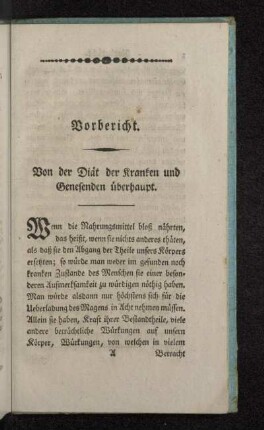 Vorbericht.
Von der Diät der Kranken und
Genesenden überhaupt.
Wenn die Nahrungsmittel bloß nährten,
das heißt, wenn sie nichts anderes thäten,
als daß sie den Abgang der Theile unsers Körpers
ersetzten; so würde man weder im gesunden noch
kranken Zustande des Menschen sie einer beson-
deren Aufmerksamkeit zu würdigen nöthig haben.
Man würde alsdann nur höchstens sich für die
Ueberladung des Magens in Acht nehmen müssen.
Allein sie haben, Kraft ihrer Bestandtheile, viele
andere beträchtliche Würkungen auf unsern
Körper, Würkungen, von welchen in vielem
A Betracht